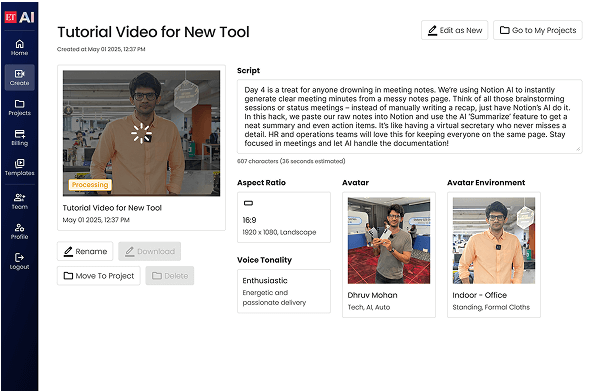 ET AI
Home
Create
Projects
Billing
Templates
Team
Profile
Logout
Tutorial Video for New Tool
Created at May 01 2025, 12:37 PM
Edit as New
Go to My Projects
Processing
Tutorial Video for New Tool
May 01 2025, 12:37 PM
Rename
Download
Move To Project
Delete
Script
Day 4 is a treat for anyone drowning in meeting notes. We're using Notion AI to instantly
generate clear meeting minutes from a messy notes page. Think of all those brainstorming
sessions or status meetings – instead of manually writing a recap, just have Notion's AI do it.
In this hack, we paste our raw notes into Notion and use the AI 'Summarize' feature to get a
neat summary and even action items. It's like having a virtual secretary who never misses a
detail. HR and operations teams will love this for keeping everyone on the same page. Stay
focused in meetings and let AI handle the documentation!
607 characters (36 seconds estimated)
Aspect Ratio
16:9
1920 x 1080, Landscape
Voice Tonality
Enthusiastic
Energetic and
passionate delivery
Avatar
Dhruv Mohan
Tech, AI, Auto
Avatar Environment
Indoor - Office
Standing, Formal Cloths